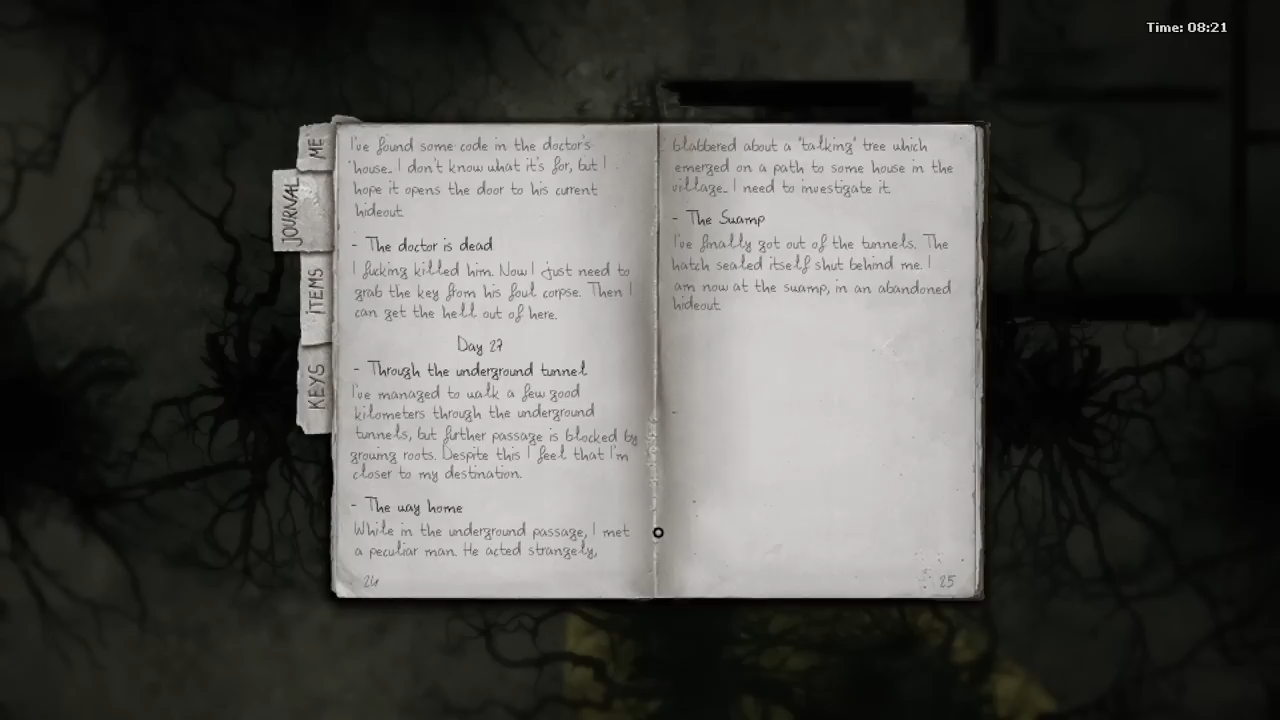 Time: 08:21
ME
JOURNAL
ITEMS
KEYS
I've found some code in the doctor's
house. I don't know what it's for, but I
hope it opens the door to his current
hideout.
- The doctor is dead
I fucking killed him. Now I just need to
grab the key from his foul corpse. Then I
can get the hell out of here.
Day 27
- Through the underground tunnel
I've managed to walk a few good
kilometers through the underground
tunnels, but further passage is blocked by
growing roots. Despite this I feel that I'm
closer to my destination.
- The way home
While in the underground passage, I met
a peculiar man. He acted strangely,
24
blabbered about a "talking" tree which
emerged on a path to some house in the
village. I need to investigate it.
- The Swamp
I've finally got out of the tunnels. The
hatch sealed itself shut behind me. I
am now at the swamp, in an abandoned
hideout.
25